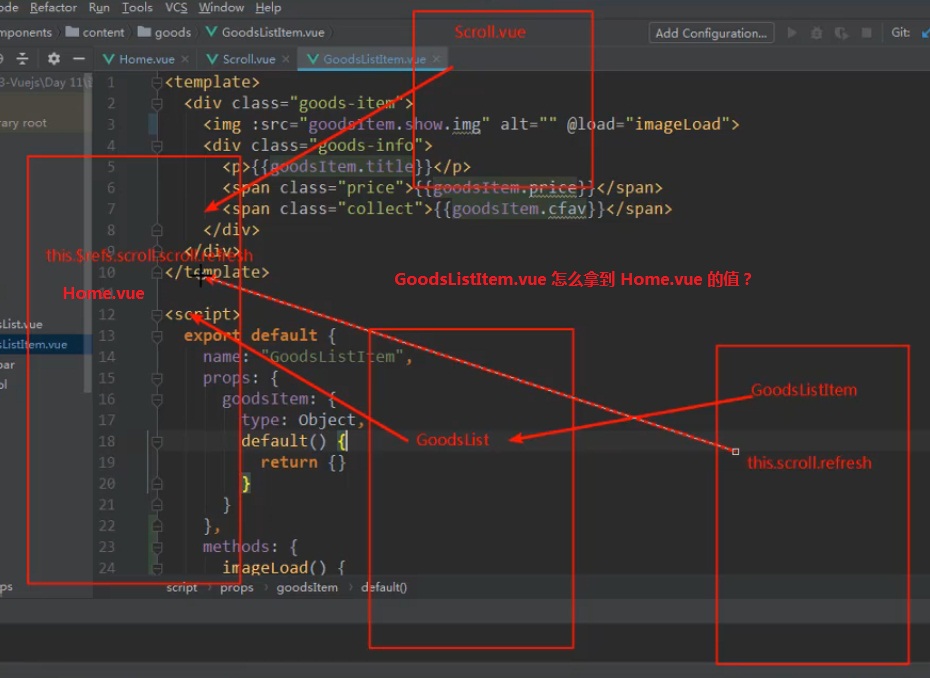 ode Refactor Run Tools VCS Window Help
mponents content goods GoodsListItem.vue Add Configuration... Git:
Home.vue × Scroll.vue × GoodsListItem.vue ×
Scroll.vue
3-Vuejs\Day 11\
rary root
sList.vue
sListItem.vue
bar
ol
ps
1 <template>
2 <div class="goods-item">
3 <img :src="goodsItem.show.img" alt="" @load="imageLoad">
4 <div class="goods-info">
5 <p>{{goodsItem.title}}</p>
6 <span class="price">{{goodsItem.price}}</span>
7 <span class="collect">{{goodsItem.cfav}}</span>
8 </div>
9 </div>
this.$refs.scroll.scroll.refresh
10 </template>
GoodsListItem.vue 怎么拿到 Home.vue 的值？
Home.vue
12 <script>
13 export default {
14 name: "GoodsListItem",
15 props: {
16 goodsItem: {
GoodsListItem
17 type: Object,
18 default() {
GoodsList
19 return {}
this.scroll.refresh
20 }
21 }
22 },
23 methods: {
24 imageLoad() {
script props goodsItem default()